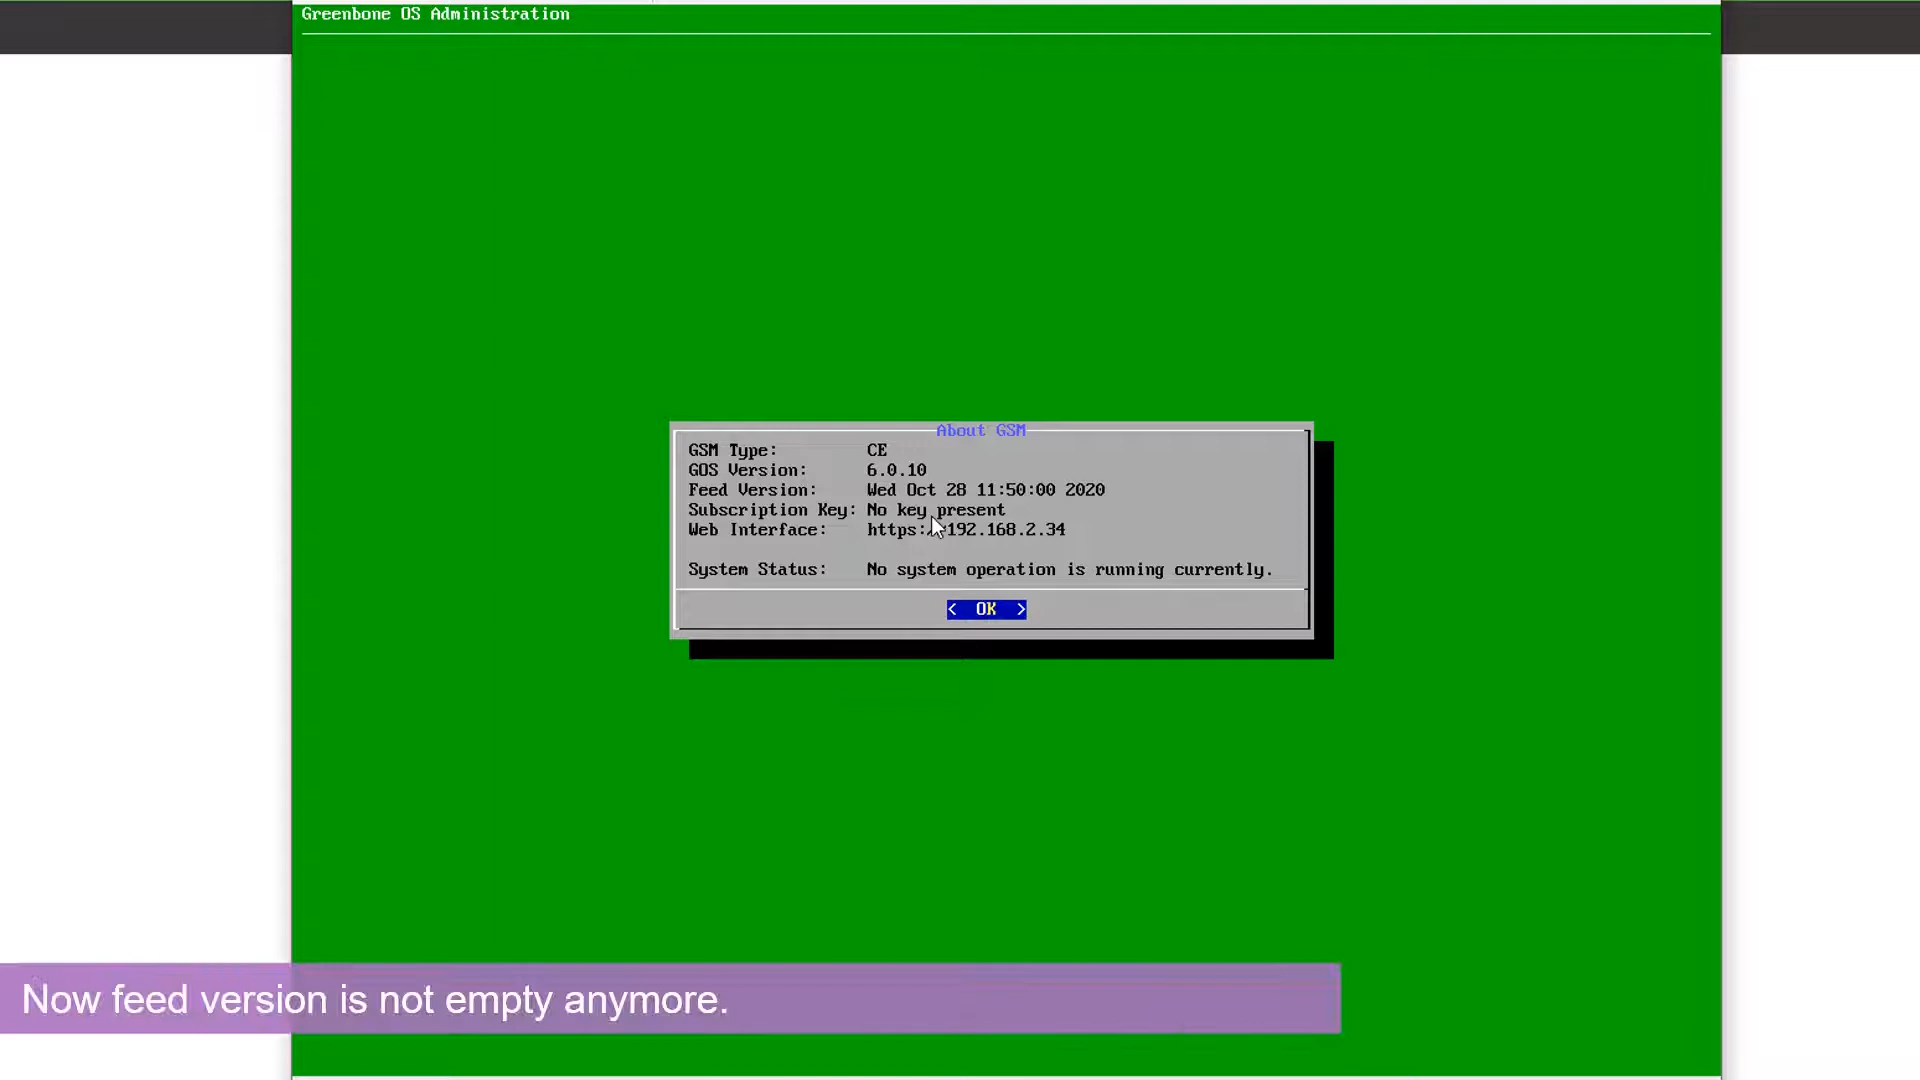 Greenbone OS Administration
About GSM
GSM Type: CE
GOS Version: 6.0.10
Feed Version: Wed Oct 28 11:50:00 2020
Subscription Key: No key present
Web Interface: https://192.168.2.34
System Status: No system operation is running currently.
< OK >
Now feed version is not empty anymore.